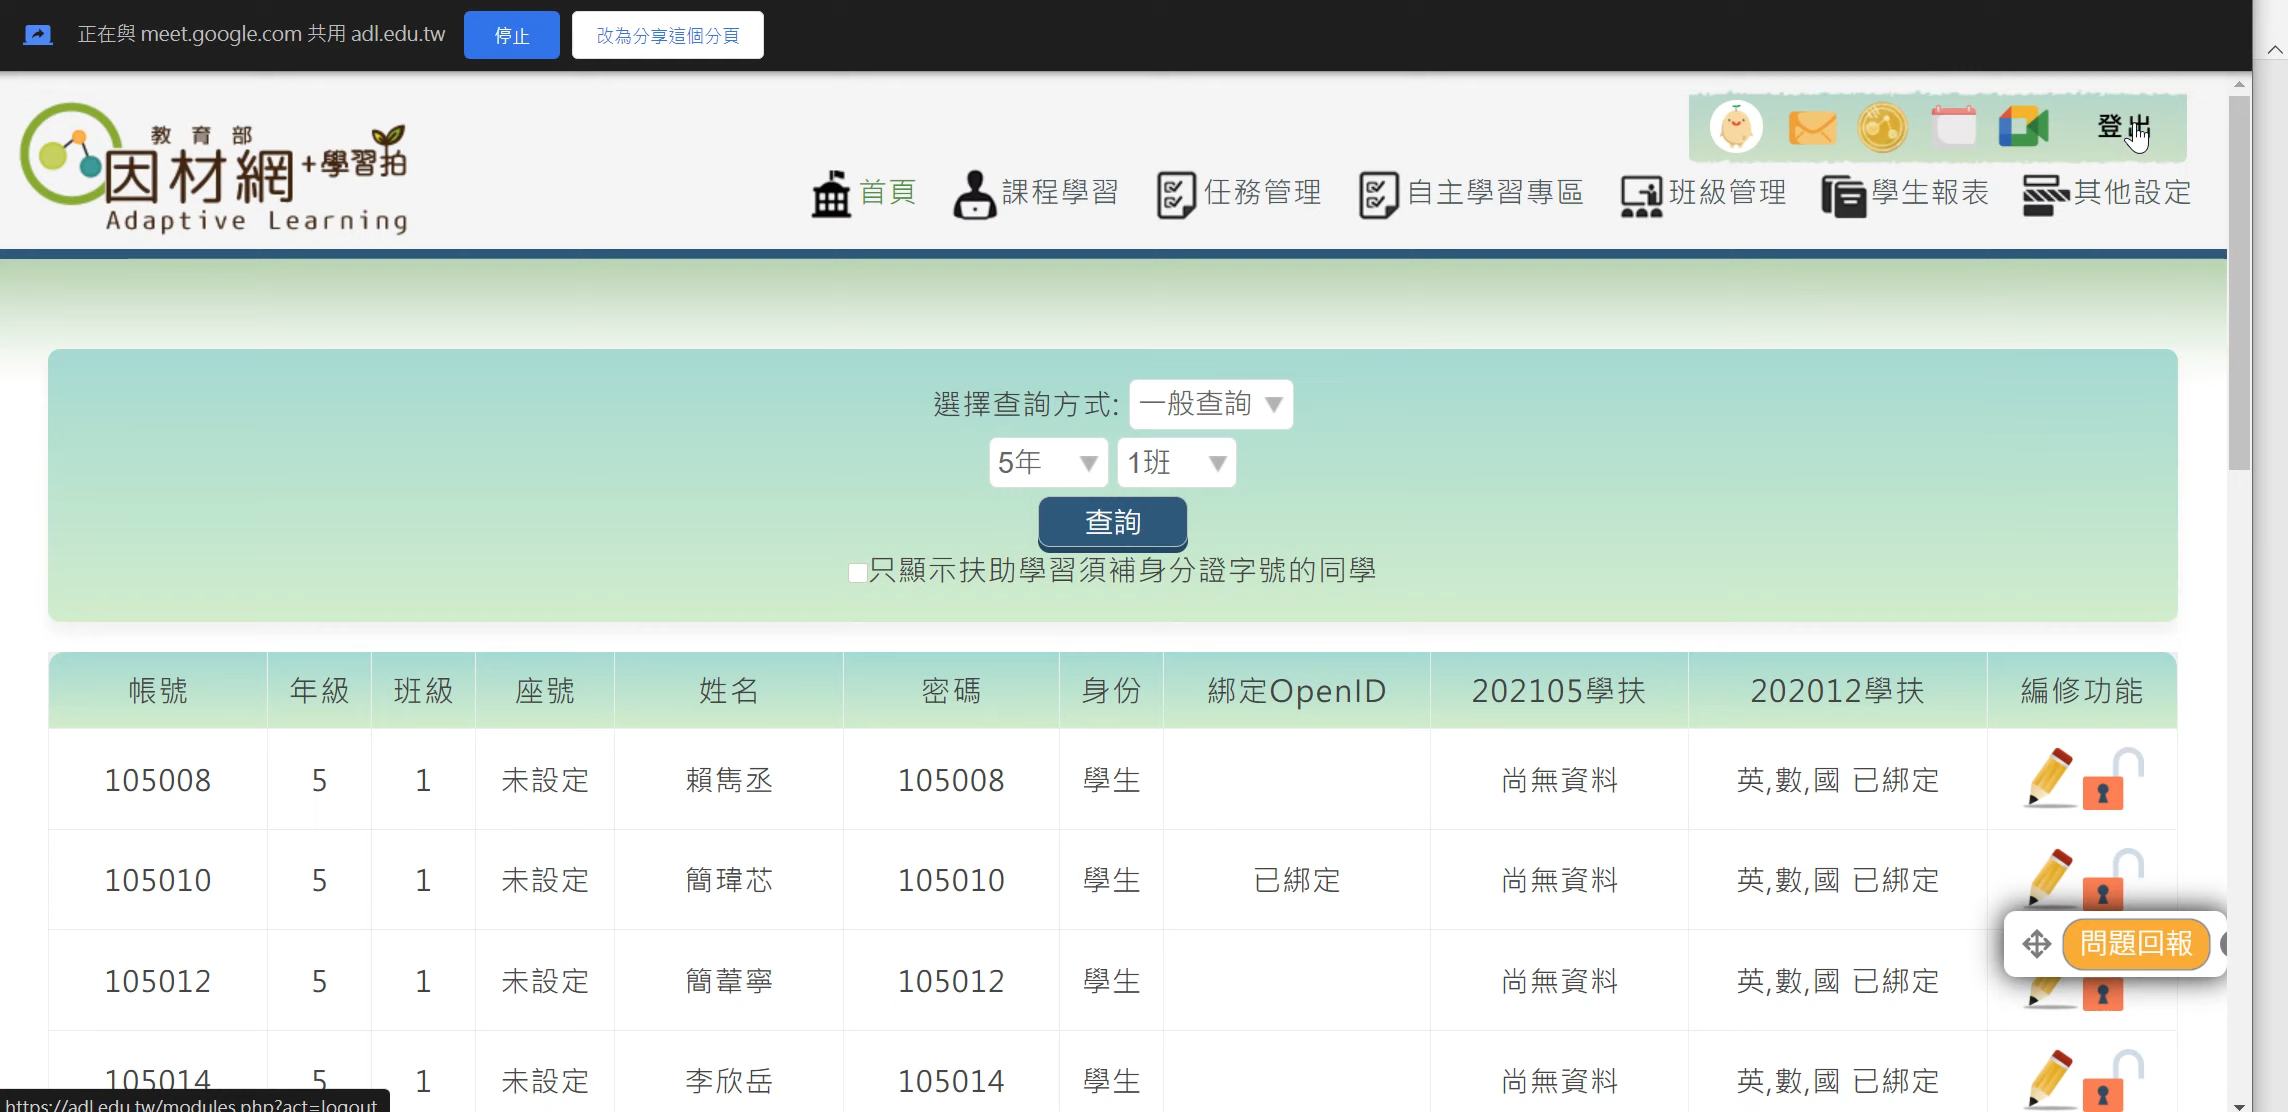 正在與 meet.google.com 共用 adl.edu.tw
停止
改為分享這個分頁
教育部
因材網+學習拍
Adaptive Learning
登出
首頁 課程學習 任務管理 自主學習專區 班級管理 學生報表 其他設定
選擇查詢方式: 一般查詢
5年 1班
查詢
只顯示扶助學習須補身分證字號的同學
帳號 年級 班級 座號 姓名 密碼 身份 綁定OpenID 202105學扶 202012學扶 編修功能
105008 5 1 未設定 賴雋丞 105008 學生 尚無資料 英,數,國 已綁定
105010 5 1 未設定 簡瑋芯 105010 學生 已綁定 尚無資料 英,數,國 已綁定
問題回報
105012 5 1 未設定 簡葦寧 105012 學生 尚無資料 英,數,國 已綁定
105014 5 1 未設定 李欣岳 105014 學生 尚無資料 英,數,國 已綁定
https://adl.edu.tw/modules.php?act=logout